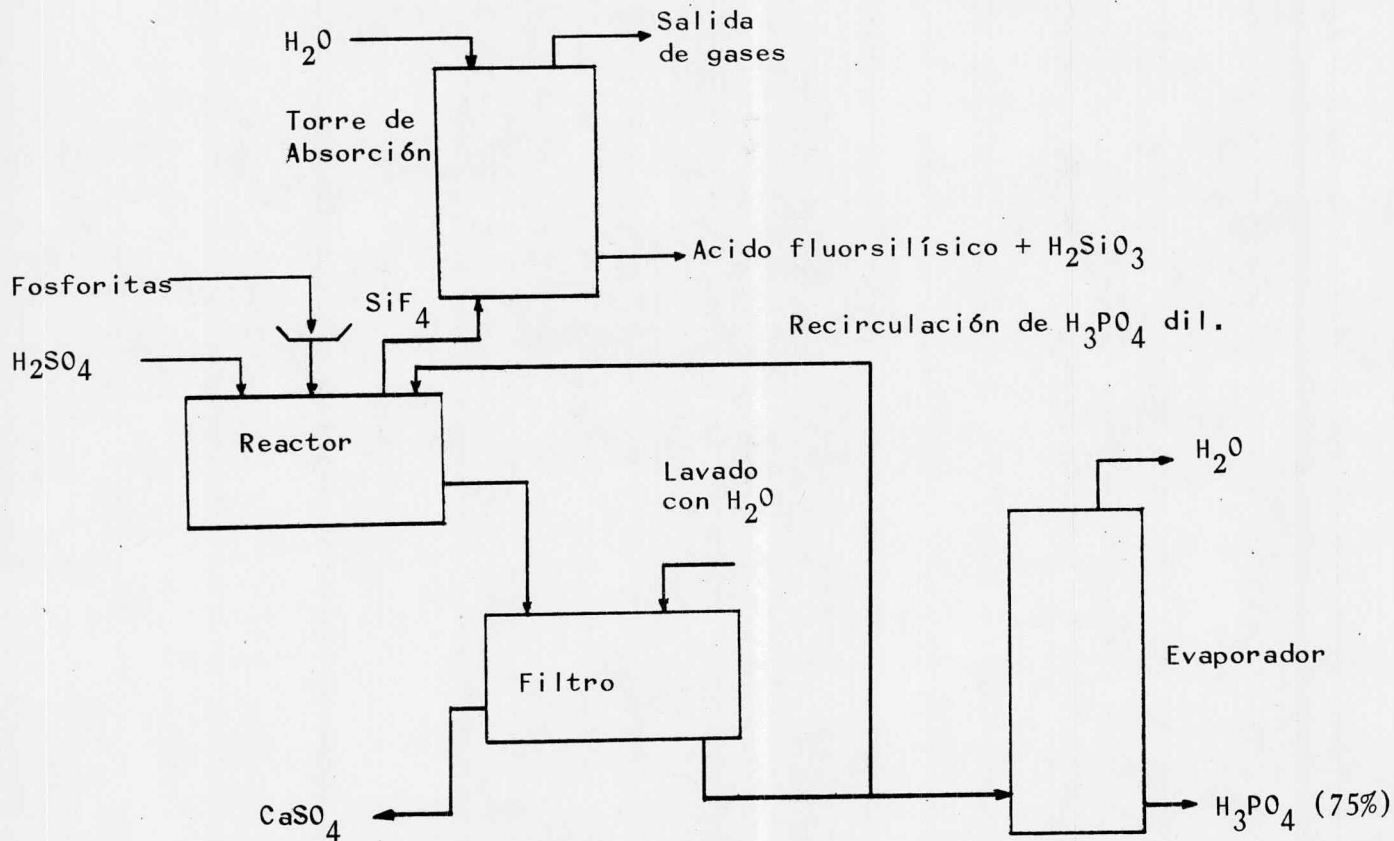 H₂O
Salida
de gases
Torre de
Absorción
Acido fluorsilísico + H₂SiO₃
Fosforitas
SiF₄
Recirculación de H₃PO₄ dil.
H₂SO₄
Reactor
Lavado
con H₂O
H₂O
Filtro
Evaporador
CaSO₄
H₃PO₄ (75%)